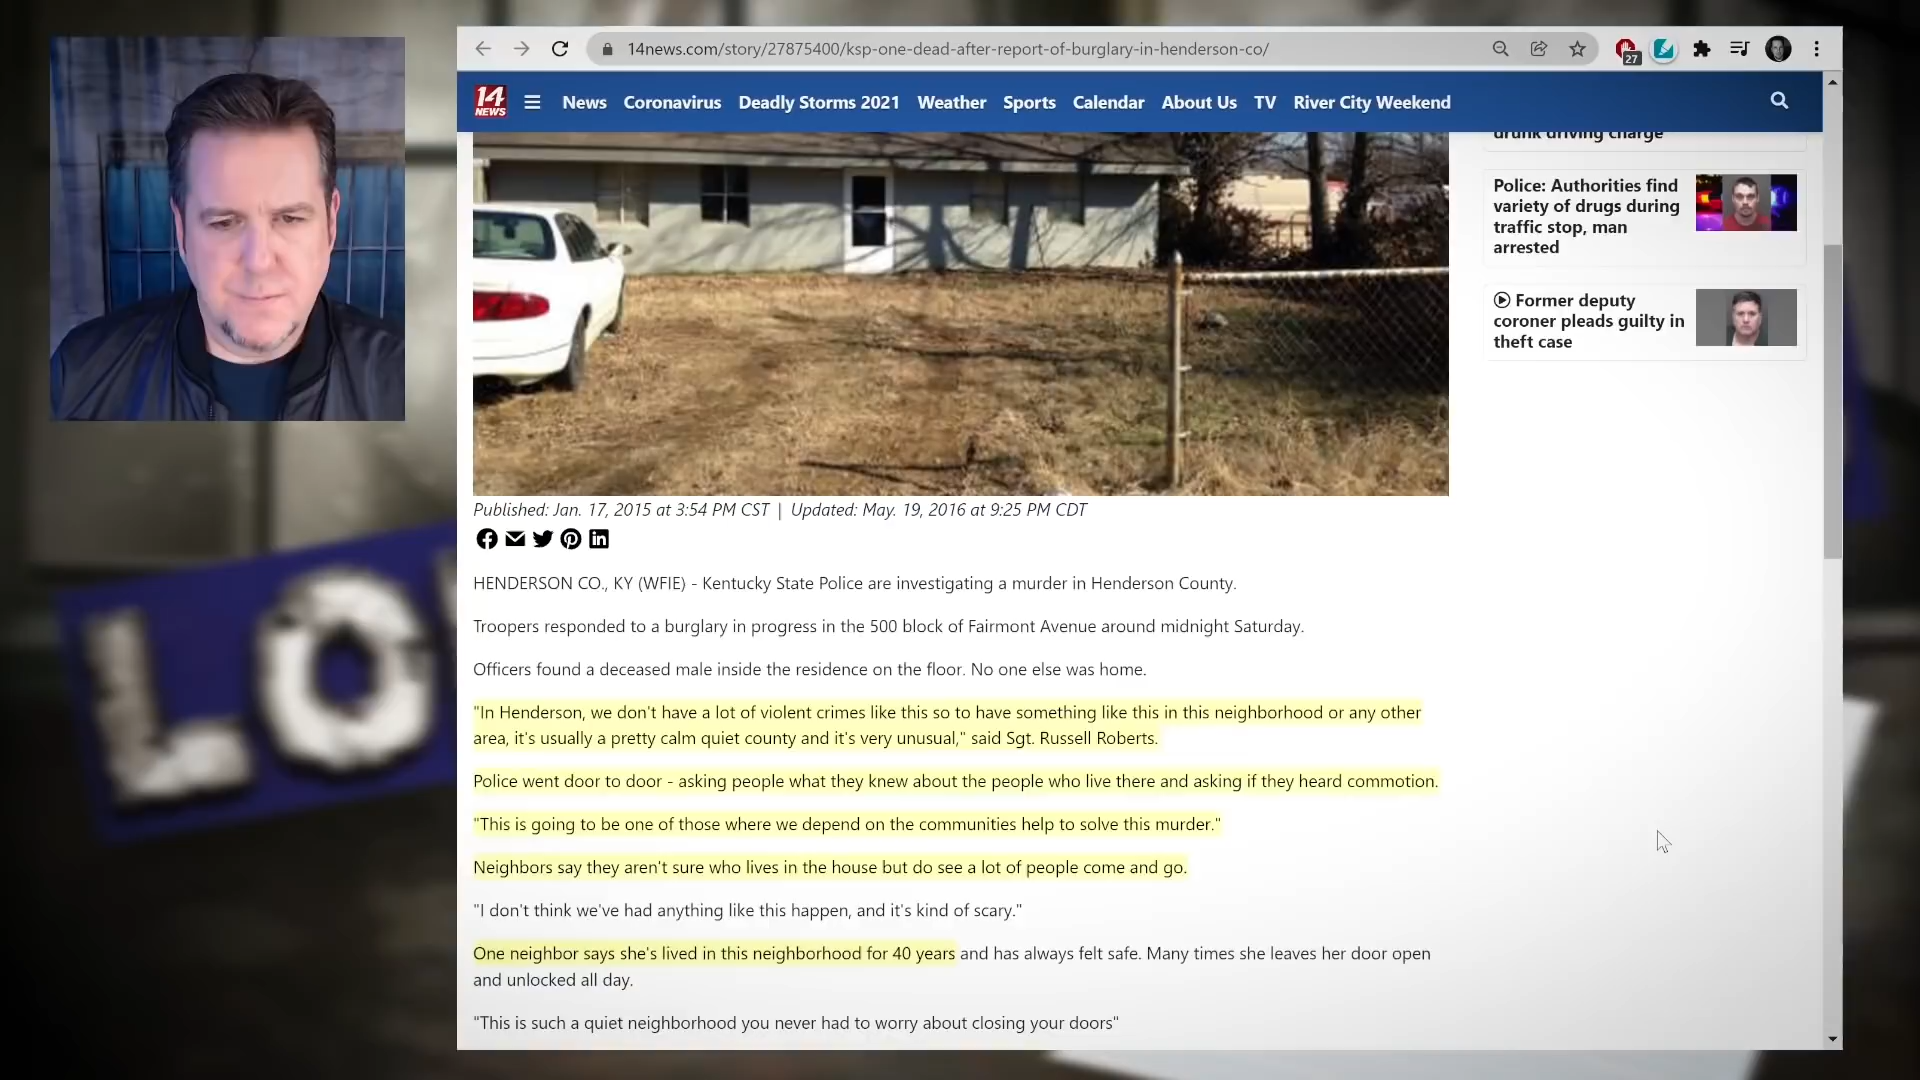 14news.com/story/27875400/ksp-one-dead-after-report-of-burglary-in-henderson-co/
27
14 NEWS
News Coronavirus Deadly Storms 2021 Weather Sports Calendar About Us TV River City Weekend
drunk driving charge
Police: Authorities find
variety of drugs during
traffic stop, man
arrested
Former deputy
coroner pleads guilty in
theft case
Published: Jan. 17, 2015 at 3:54 PM CST | Updated: May. 19, 2016 at 9:25 PM CDT
HENDERSON CO., KY (WFIE) - Kentucky State Police are investigating a murder in Henderson County.
Troopers responded to a burglary in progress in the 500 block of Fairmont Avenue around midnight Saturday.
Officers found a deceased male inside the residence on the floor. No one else was home.
"In Henderson, we don't have a lot of violent crimes like this so to have something like this in this neighborhood or any other
area, it's usually a pretty calm quiet county and it's very unusual," said Sgt. Russell Roberts.
Police went door to door - asking people what they knew about the people who live there and asking if they heard commotion.
"This is going to be one of those where we depend on the communities help to solve this murder."
Neighbors say they aren't sure who lives in the house but do see a lot of people come and go.
"I don't think we've had anything like this happen, and it's kind of scary."
One neighbor says she's lived in this neighborhood for 40 years and has always felt safe. Many times she leaves her door open
and unlocked all day.
"This is such a quiet neighborhood you never had to worry about closing your doors"